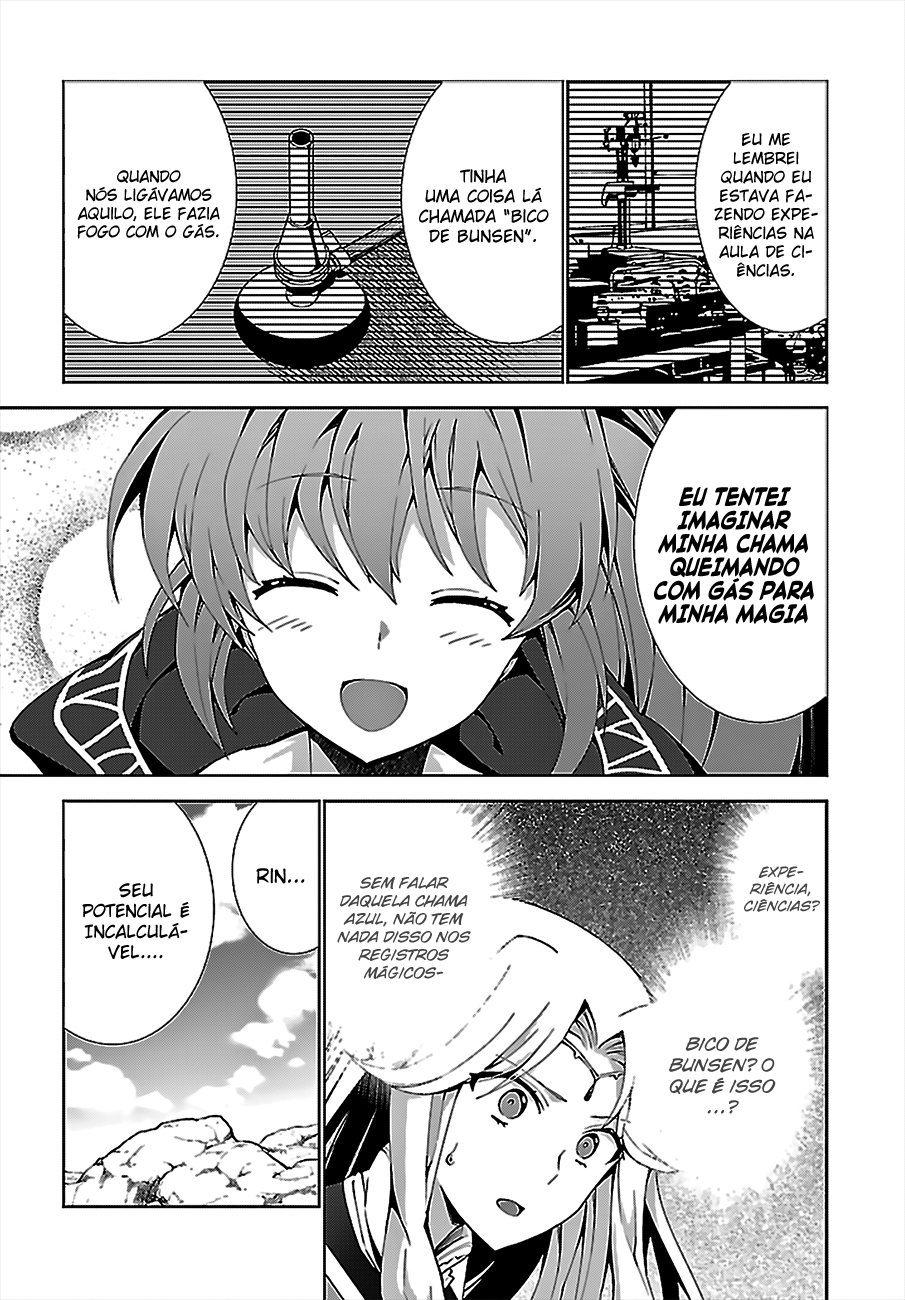 EU ME
LEMBREI
QUANDO EU
ESTAVA FA-
ZENDO EXPE-
RIÊNCIAS NA
AULA DE CI-
ÊNCIAS.
TINHA
UMA COISA LÁ
CHAMADA "BICO
DE BUNSEN".
QUANDO
NÓS LIGÁVAMOS
AQUILO, ELE FAZIA
FOGO COM O GÁS.
EU TENTEI
IMAGINAR
MINHA CHAMA
QUEIMANDO
COM GÁS PARA
MINHA MAGIA
EXPE-
RIÊNCIA,
CIÊNCIAS?
BICO DE
BUNSEN? O
QUE É ISSO
...?
SEM FALAR
DAQUELA CHAMA
AZUL, NÃO TEM
NADA DISSO NOS
REGISTROS
MÁGICOS-
RIN...
SEU
POTENCIAL É
INCALCULÁ-
VEL....